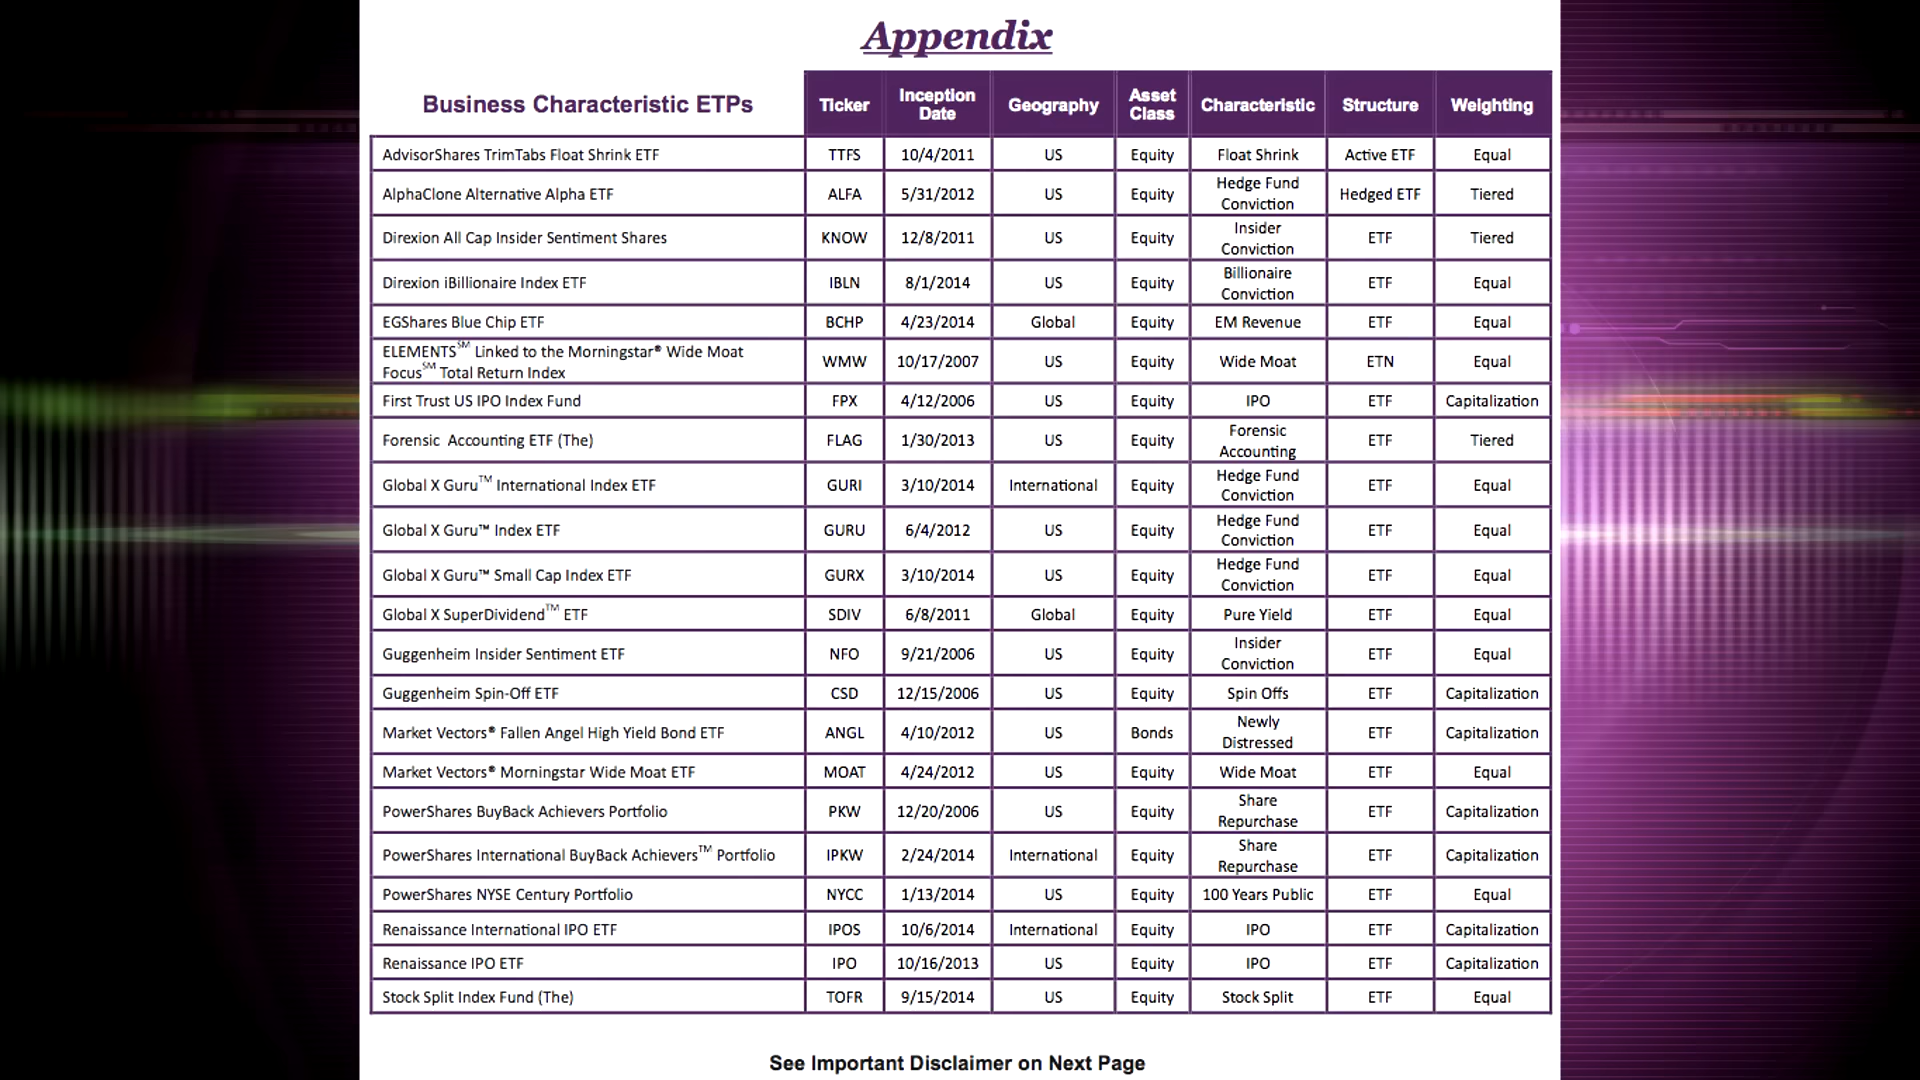 Appendix
Business Characteristic ETPs Ticker Inception Date Geography Asset Class Characteristic Structure Weighting
AdvisorShares TrimTabs Float Shrink ETF TTFS 10/4/2011 US Equity Float Shrink Active ETF Equal
AlphaClone Alternative Alpha ETF ALFA 5/31/2012 US Equity Hedge Fund Conviction Hedged ETF Tiered
Direxion All Cap Insider Sentiment Shares KNOW 12/8/2011 US Equity Insider Conviction ETF Tiered
Direxion iBillionaire Index ETF IBLN 8/1/2014 US Equity Billionaire Conviction ETF Equal
EGShares Blue Chip ETF BCHP 4/23/2014 Global Equity EM Revenue ETF Equal
ELEMENTS℠ Linked to the Morningstar® Wide Moat Focus℠ Total Return Index WMW 10/17/2007 US Equity Wide Moat ETN Equal
First Trust US IPO Index Fund FPX 4/12/2006 US Equity IPO ETF Capitalization
Forensic Accounting ETF (The) FLAG 1/30/2013 US Equity Forensic Accounting ETF Tiered
Global X Guru™ International Index ETF GURI 3/10/2014 International Equity Hedge Fund Conviction ETF Equal
Global X Guru™ Index ETF GURU 6/4/2012 US Equity Hedge Fund Conviction ETF Equal
Global X Guru™ Small Cap Index ETF GURX 3/10/2014 US Equity Hedge Fund Conviction ETF Equal
Global X SuperDividend™ ETF SDIV 6/8/2011 Global Equity Pure Yield ETF Equal
Guggenheim Insider Sentiment ETF NFO 9/21/2006 US Equity Insider Conviction ETF Equal
Guggenheim Spin-Off ETF CSD 12/15/2006 US Equity Spin Offs ETF Capitalization
Market Vectors® Fallen Angel High Yield Bond ETF ANGL 4/10/2012 US Bonds Newly Distressed ETF Capitalization
Market Vectors® Morningstar Wide Moat ETF MOAT 4/24/2012 US Equity Wide Moat ETF Equal
PowerShares BuyBack Achievers Portfolio PKW 12/20/2006 US Equity Share Repurchase ETF Capitalization
PowerShares International BuyBack Achievers™ Portfolio IPKW 2/24/2014 International Equity Share Repurchase ETF Capitalization
PowerShares NYSE Century Portfolio NYCC 1/13/2014 US Equity 100 Years Public ETF Equal
Renaissance International IPO ETF IPOS 10/6/2014 International Equity IPO ETF Capitalization
Renaissance IPO ETF IPO 10/16/2013 US Equity IPO ETF Capitalization
Stock Split Index Fund (The) TOFR 9/15/2014 US Equity Stock Split ETF Equal
See Important Disclaimer on Next Page